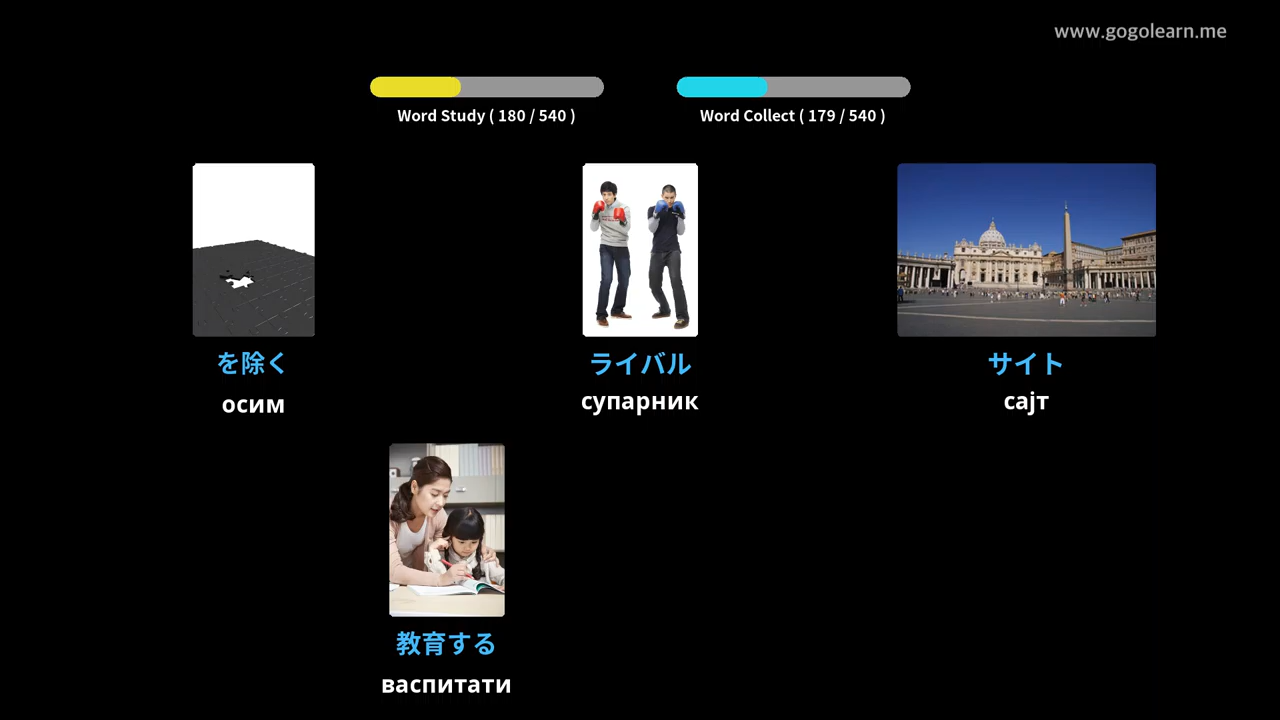 www.gogolearn.me
Word Study ( 180 / 540 )
Word Collect ( 179 / 540 )
を除く
ライバル
サイト
осим
супарник
сајт
教育する
васпитати